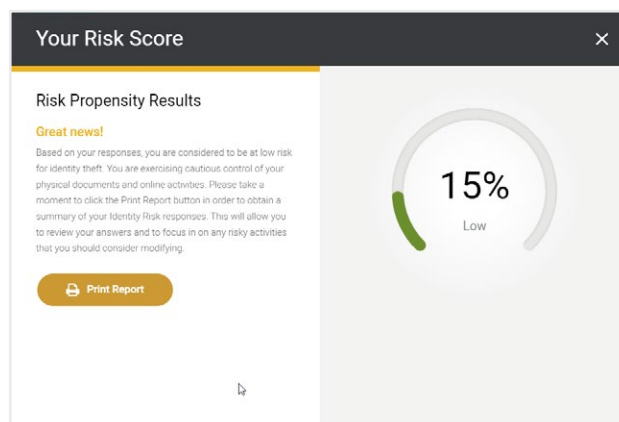 Your Risk Score
Risk Propensity Results
Great news!
Based on your responses, you are considered to be at low risk
for identity theft. You are exercising cautious control of your
physical documents and online activities. Please take a
moment to click the Print Report button in order to obtain a
summary of your Identity Risk responses. This will allow you
to review your answers and to focus in on any risky activities
that you should consider modifying.
Print Report
15%
Low